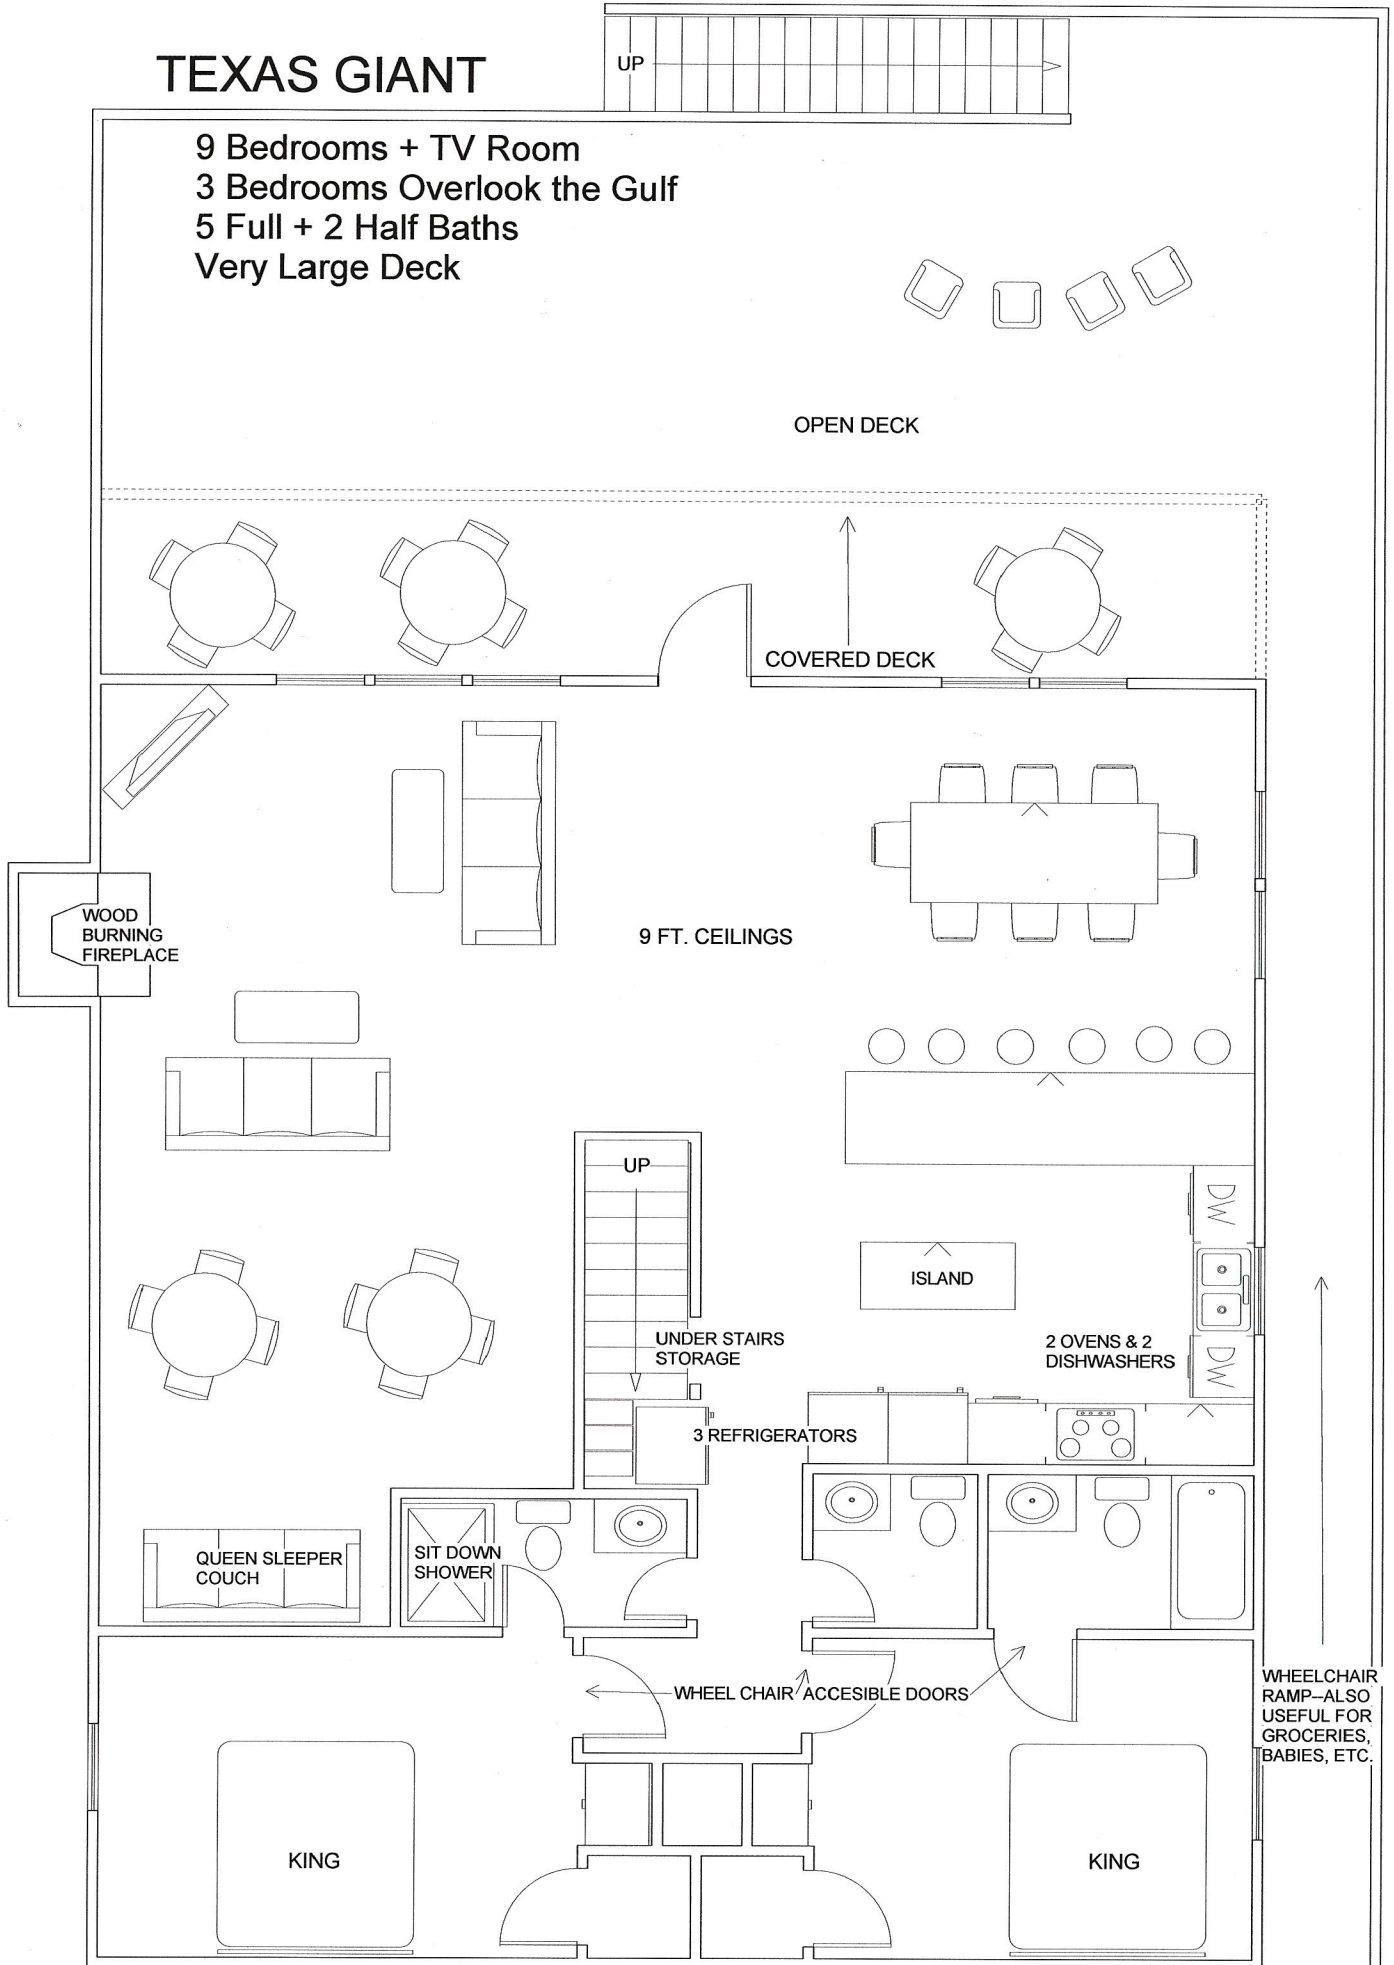 TEXAS GIANT
UP
9 Bedrooms + TV Room
3 Bedrooms Overlook the Gulf
5 Full + 2 Half Baths
Very Large Deck
OPEN DECK
COVERED DECK
WOOD
BURNING
FIREPLACE
9 FT. CEILINGS
UP
DW
ISLAND
UNDER STAIRS
STORAGE
2 OVENS & 2
DISHWASHERS
DW
3 REFRIGERATORS
QUEEN SLEEPER
COUCH
SIT DOWN
SHOWER
WHEEL CHAIR ACCESIBLE DOORS
WHEELCHAIR
RAMP--ALSO
USEFUL FOR
GROCERIES,
BABIES, ETC.
KING
KING